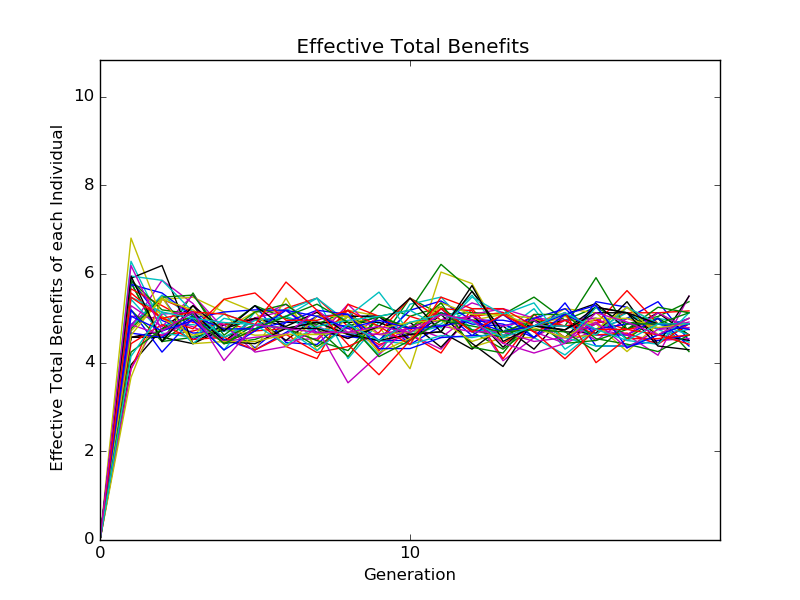 Effective Total Benefits
Effective Total Benefits of each Individual
10
8
6
4
2
0
0
10
Generation